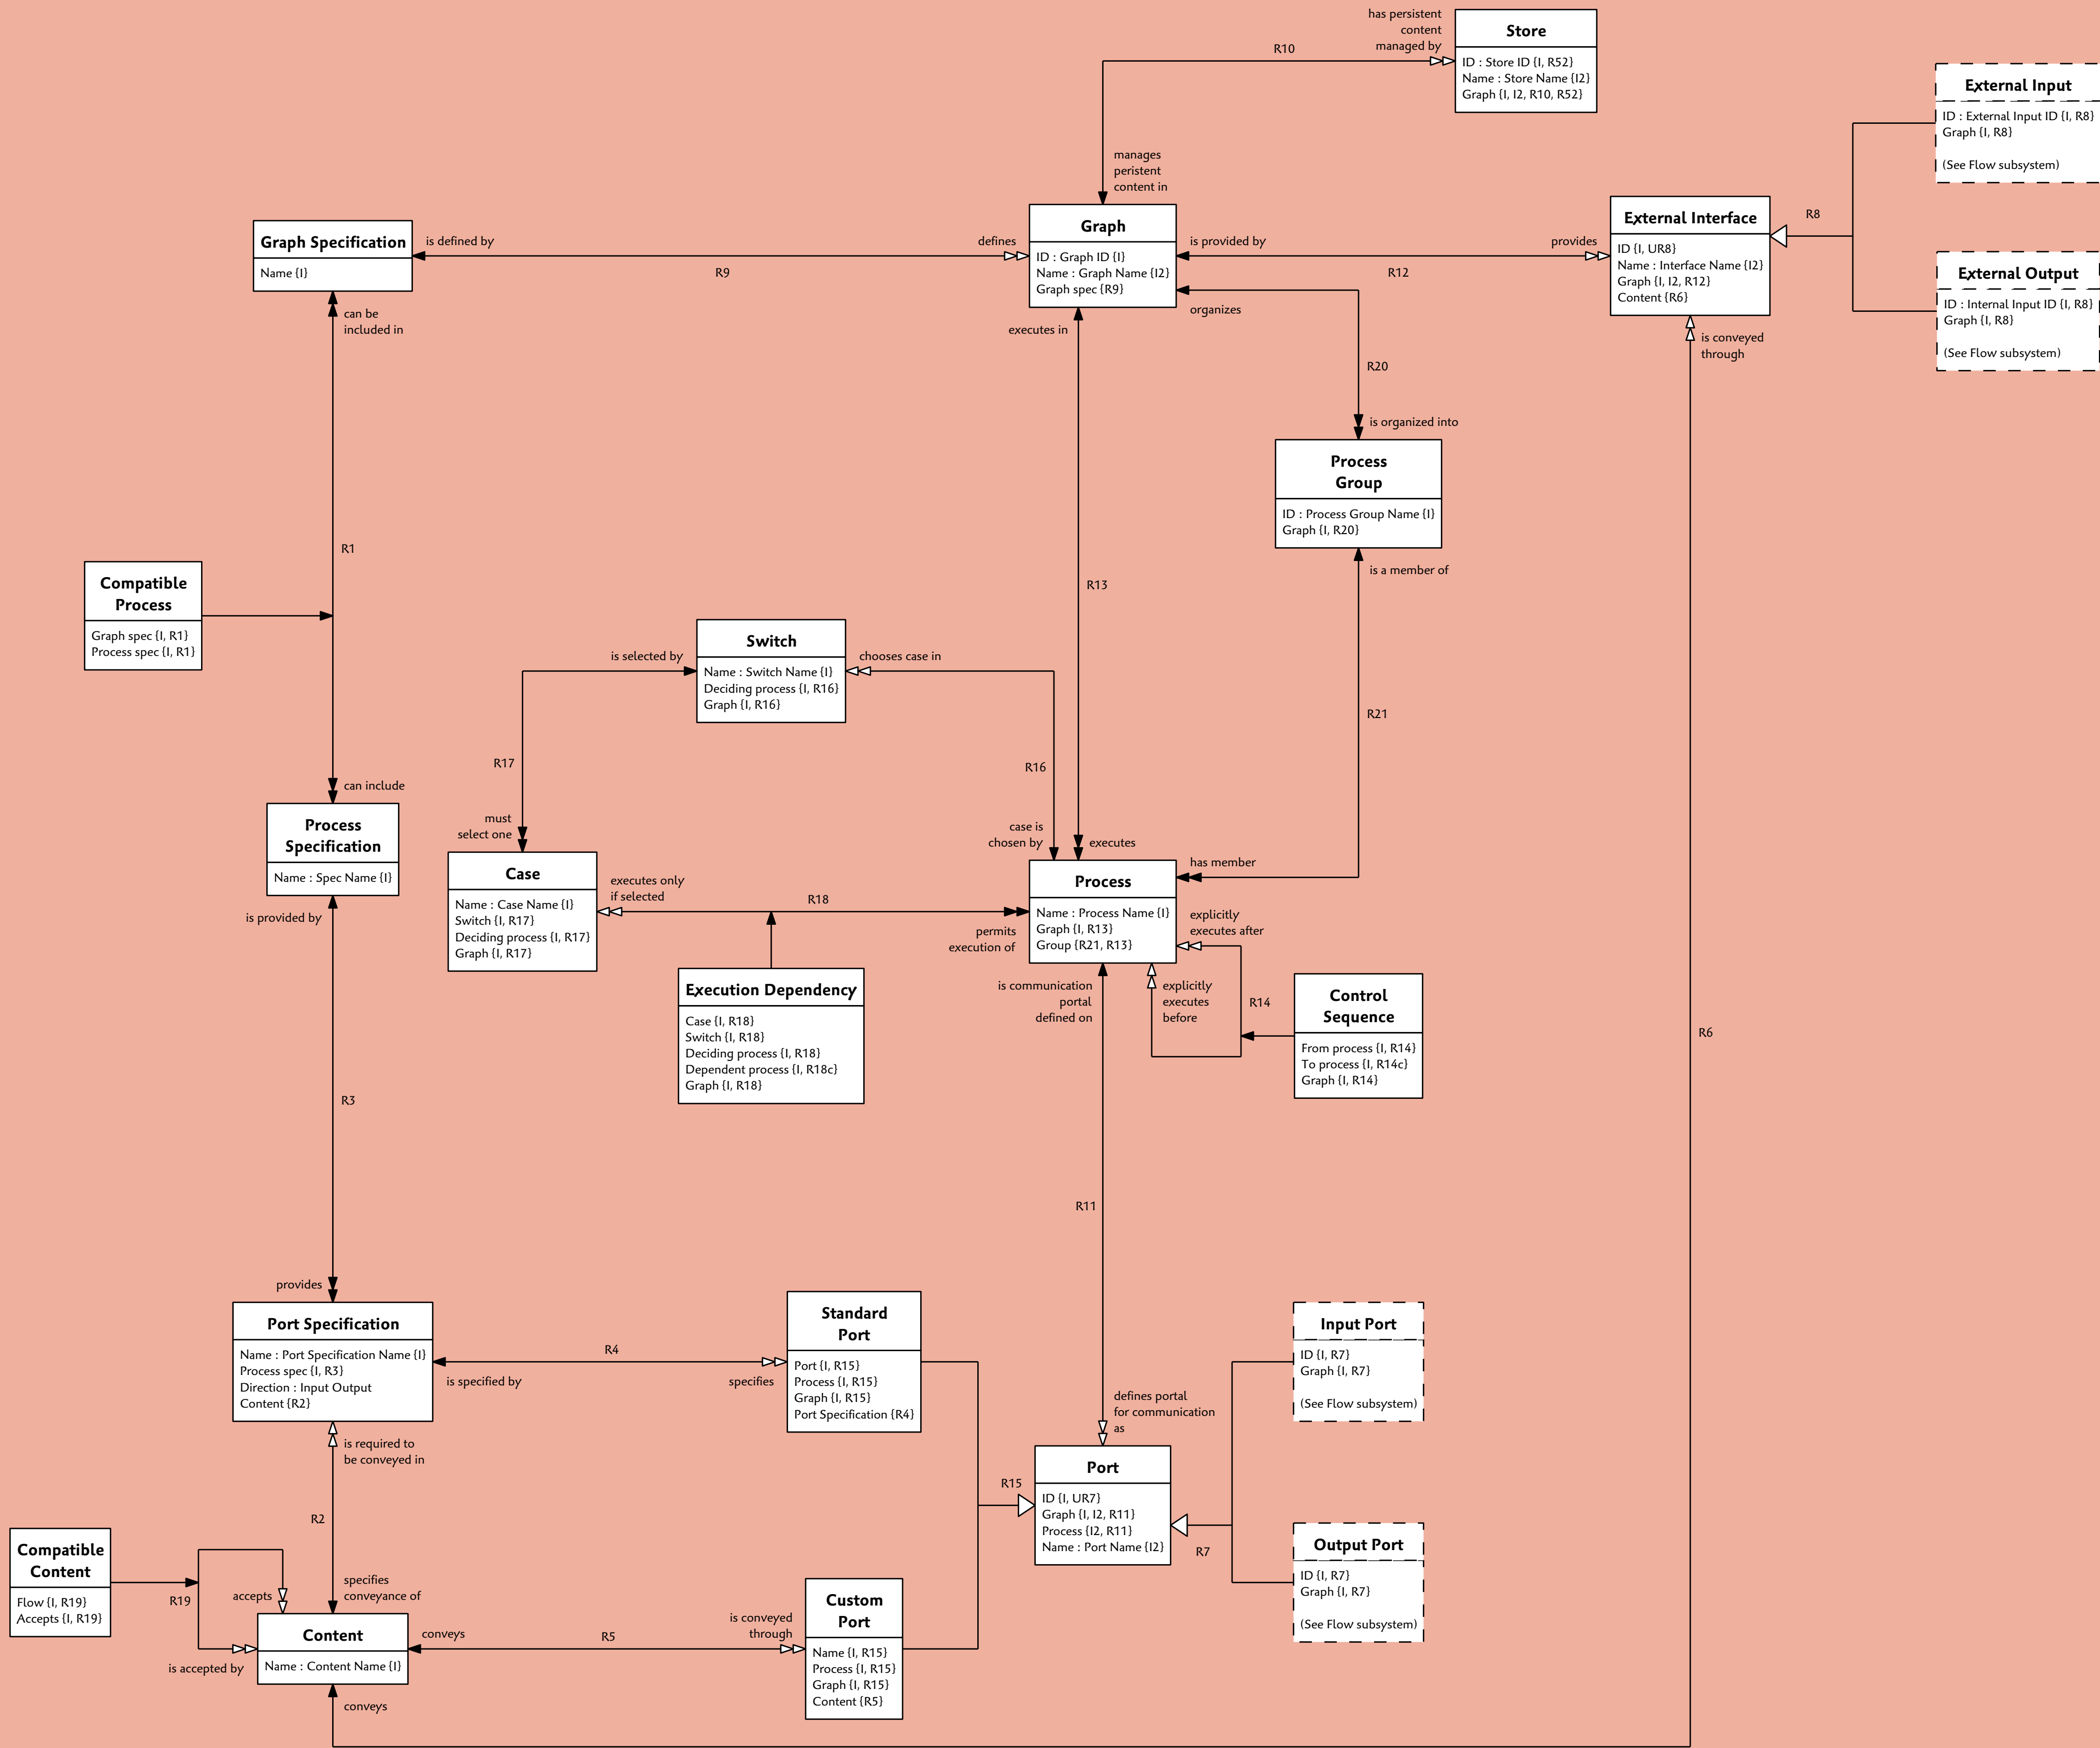 has persistent
content
managed by
R10
Store
ID : Store ID {I, R52}
Name : Store Name {I2}
Graph {I, I2, R10, R52}
External Input
ID : External Input ID {I, R8}
Graph {I, R8}
(See Flow subsystem)
manages
peristent
content in
Graph Specification
Name {I}
is defined by
R9
defines
Graph
ID : Graph ID {I}
Name : Graph Name {I2}
Graph spec {R9}
is provided by
R12
provides
External Interface
ID {I, UR8}
Name : Interface Name {I2}
Graph {I, I2, R12}
Content {R6}
R8
External Output
ID : Internal Input ID {I, R8}
Graph {I, R8}
(See Flow subsystem)
can be
included in
executes in
organizes
R20
is organized into
is conveyed
through
Process
Group
ID : Process Group Name {I}
Graph {I, R20}
is a member of
R1
R13
Compatible
Process
Graph spec {I, R1}
Process spec {I, R1}
is selected by
Switch
Name : Switch Name {I}
Deciding process {I, R16}
Graph {I, R16}
chooses case in
R21
R17
R16
can include
Process
Specification
Name : Spec Name {I}
must
select one
case is
chosen by
executes
has member
Case
Name : Case Name {I}
Switch {I, R17}
Deciding process {I, R17}
Graph {I, R17}
executes only
if selected
R18
permits
execution of
Process
Name : Process Name {I}
Graph {I, R13}
Group {R21, R13}
explicitly
executes after
is provided by
Execution Dependency
Case {I, R18}
Switch {I, R18}
Deciding process {I, R18}
Dependent process {I, R18c}
Graph {I, R18}
is communication
portal
defined on
explicitly
executes
before
R14
Control
Sequence
From process {I, R14}
To process {I, R14c}
Graph {I, R14}
R6
R3
R11
provides
Port Specification
Name : Port Specification Name {I}
Process spec {I, R3}
Direction : Input Output
Content {R2}
R4
is specified by
specifies
Standard
Port
Port {I, R15}
Process {I, R15}
Graph {I, R15}
Port Specification {R4}
defines portal
for communication
as
Input Port
ID {I, R7}
Graph {I, R7}
(See Flow subsystem)
is required to
be conveyed in
R2
R15
Port
ID {I, UR7}
Graph {I, I2, R11}
Process {I2, R11}
Name : Port Name {I2}
R7
Output Port
ID {I, R7}
Graph {I, R7}
(See Flow subsystem)
Compatible
Content
Flow {I, R19}
Accepts {I, R19}
R19
accepts
is accepted by
specifies
conveyance of
Content
Name : Content Name {I}
conveys
R5
is conveyed
through
Custom
Port
Name {I, R15}
Process {I, R15}
Graph {I, R15}
Content {R5}
conveys